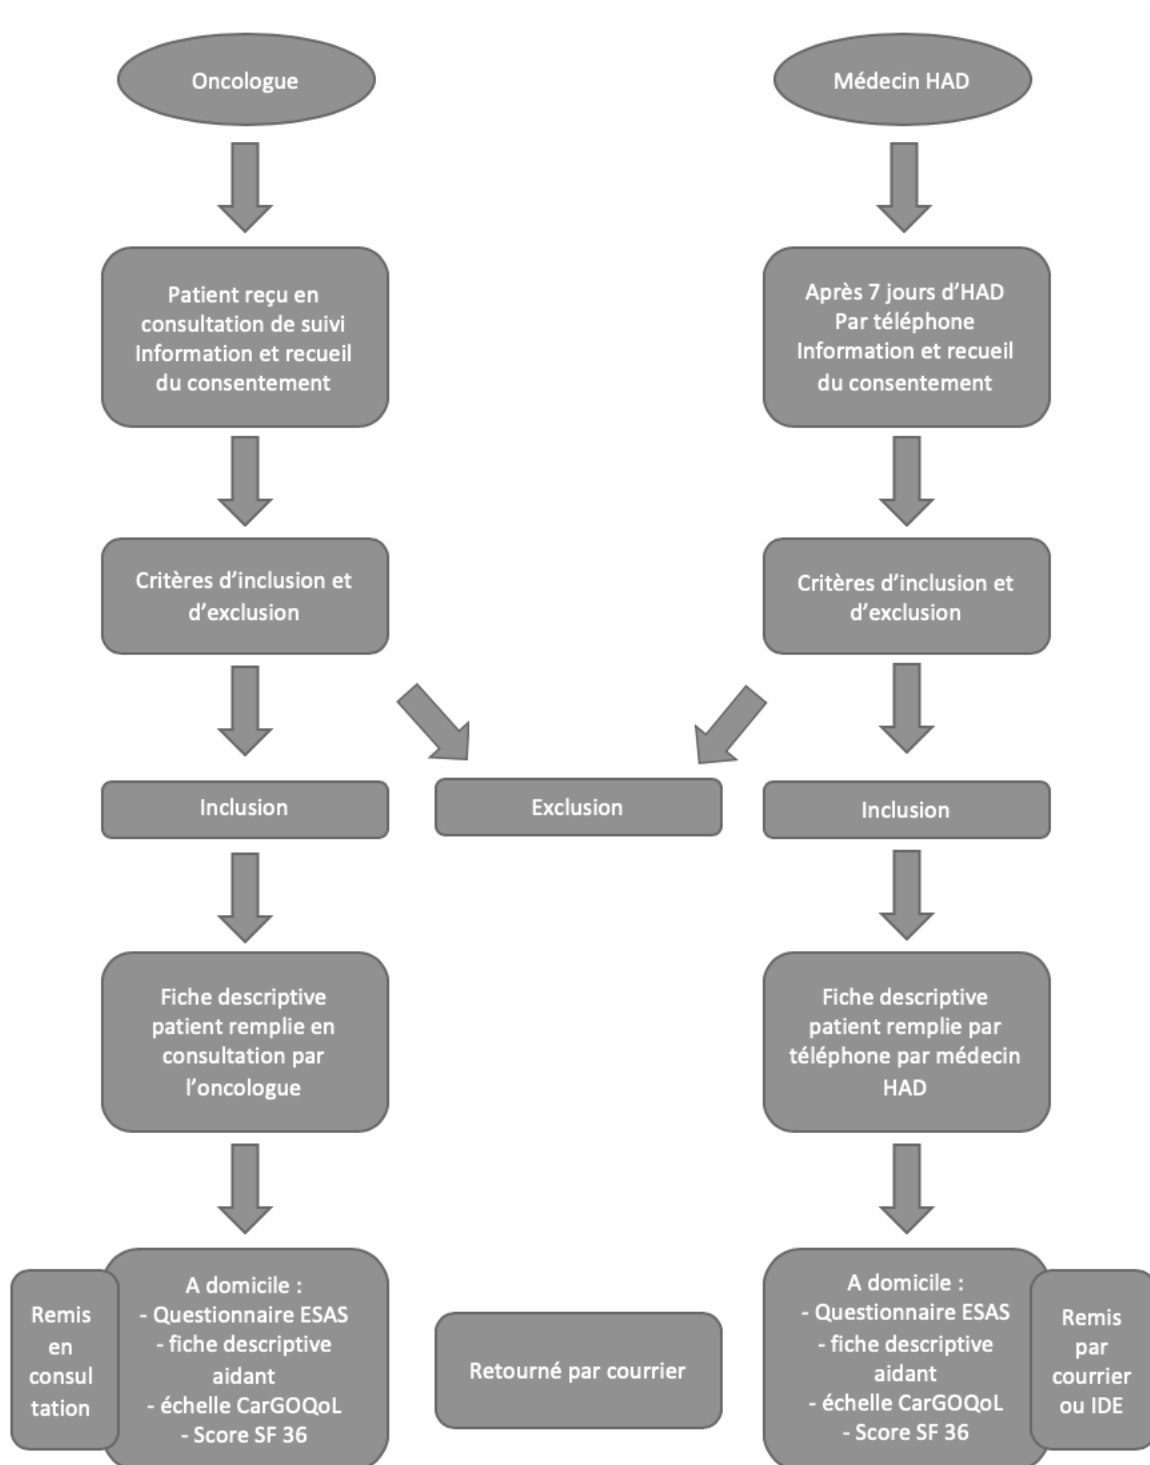 Oncologue
Médecin HAD
Patient reçu en
consultation de suivi
Information et recueil
du consentement
Après 7 jours d’HAD
Par téléphone
Information et recueil
du consentement
Critères d’inclusion et
d’exclusion
Critères d’inclusion et
d’exclusion
Inclusion
Exclusion
Inclusion
Fiche descriptive
patient remplie en
consultation par
l’oncologue
Fiche descriptive
patient remplie par
téléphone par médecin
HAD
Remis
en
consul
tation
A domicile :
- Questionnaire ESAS
- fiche descriptive
aidant
- échelle CarGOQoL
- Score SF 36
Retourné par courrier
A domicile :
- Questionnaire ESAS
- fiche descriptive
aidant
- échelle CarGOQoL
- Score SF 36
Remis
par
courrier
ou IDE